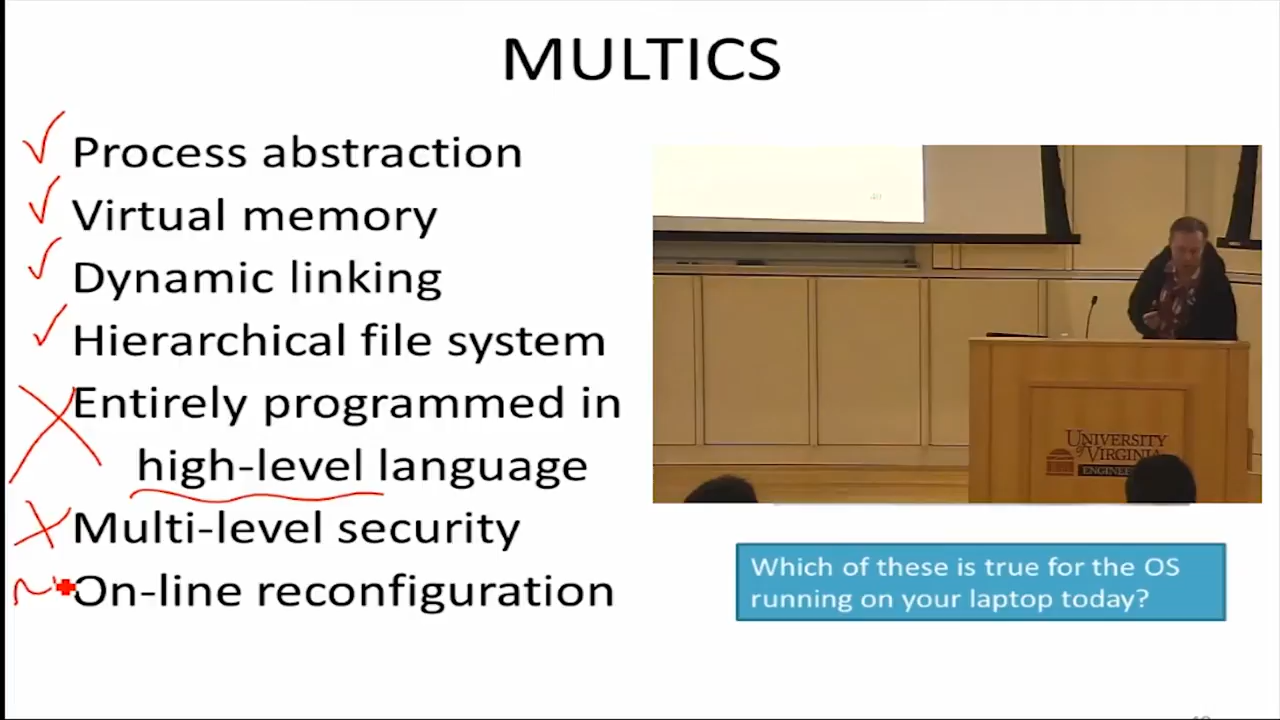 MULTICS
Process abstraction
Virtual memory
Dynamic linking
Hierarchical file system
Entirely programmed in
high-level language
Multi-level security
On-line reconfiguration
49
UNIVERSITY
of VIRGINIA
ENGINEE
Which of these is true for the OS
running on your laptop today?